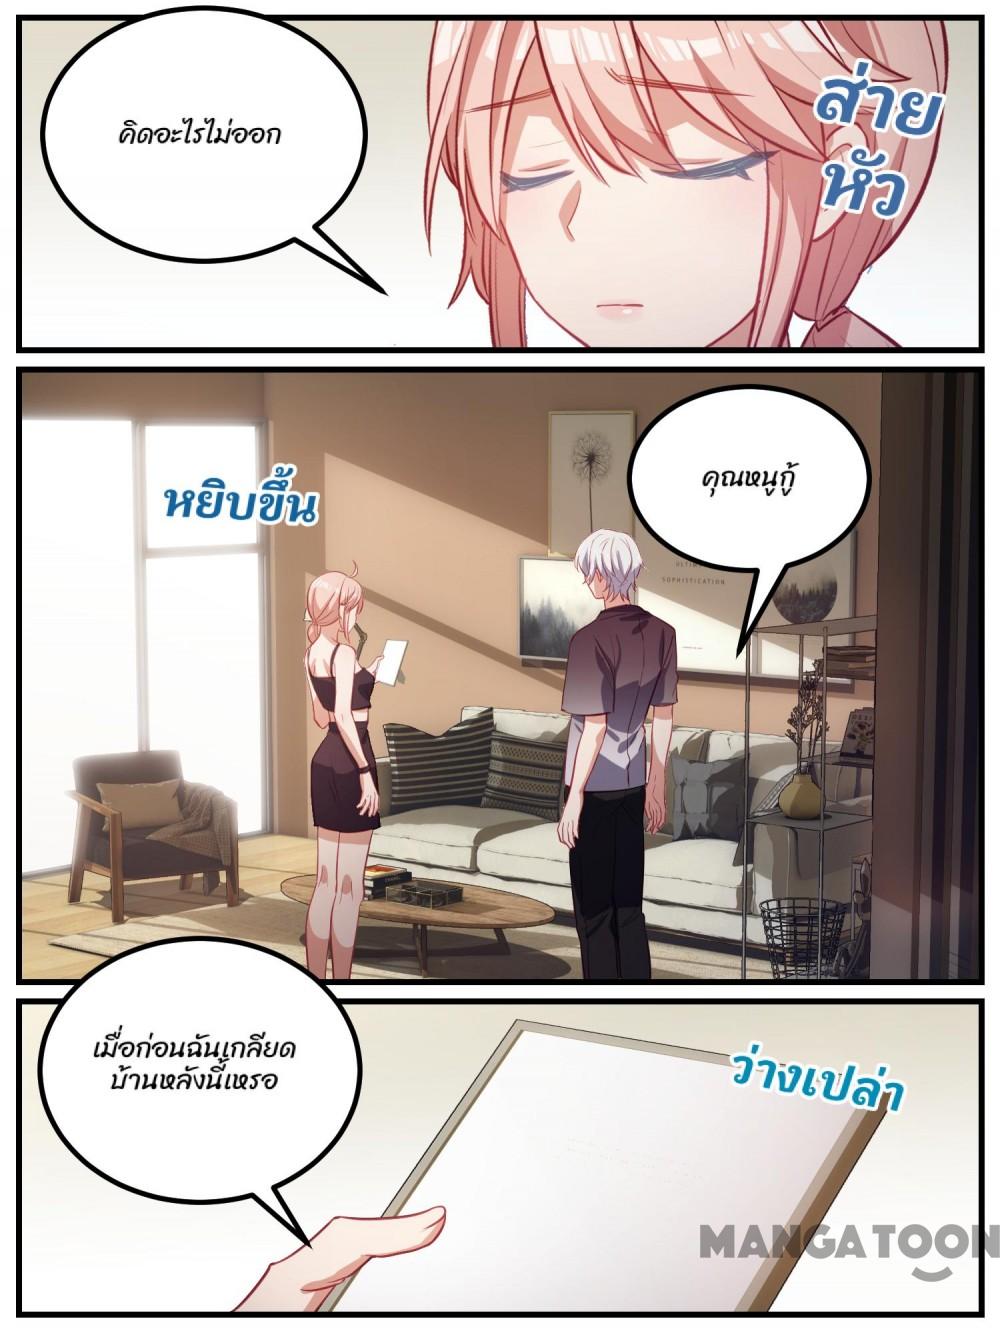 คิดอะไรไม่ออก
ส่าย
หัว
คุณหนูกู้
หยิบขึ้น
SOPHISTICATION
เมื่อก่อนฉันเกลียด
บ้านหลังนี้เหรอ
ว่างเปล่า
MANGATOON